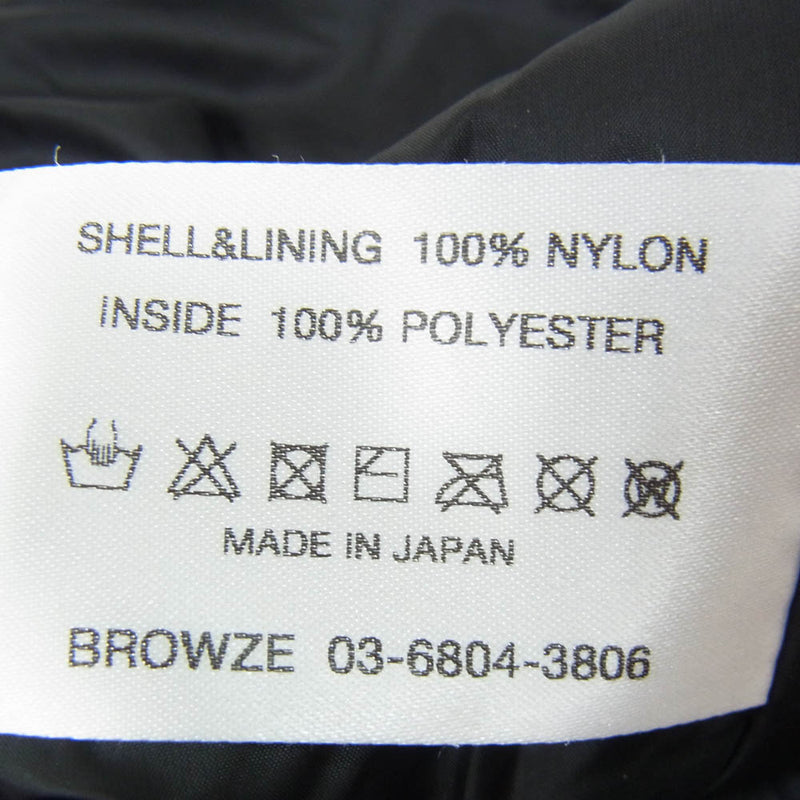 SHELL&LINING 100% NYLON
INSIDE 100% POLYESTER
W
MADE IN JAPAN
BROWZE 03-6804-3806